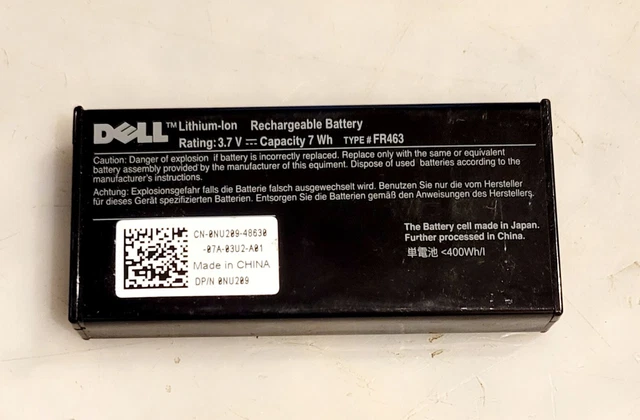 DELL™ Lithium-Ion Rechargeable Battery
Rating: 3.7 V ⎓ Capacity 7 Wh TYPE # FR463
Caution: Danger of explosion if battery is incorrectly replaced. Replace only with the same or equivalent
battery assembly provided by the manufacturer of this equiment. Dispose of used batteries according to the
manufacturer's instructions.
Achtung: Explosionsgefahr falls die Batterie falsch ausgewechselt wird. Benutzen Sie nur die vom Hersteller
für dieses Gerät spezifizierten Batterien. Entsorgen Sie die Batterie gemäß den Anweisungen des Herstellers.
CN-0NU209-48630
-07A-03U2-A01
Made in CHINA
DP/N 0NU209
The Battery cell made in Japan.
Further processed in China.
単電池 <400Wh/l